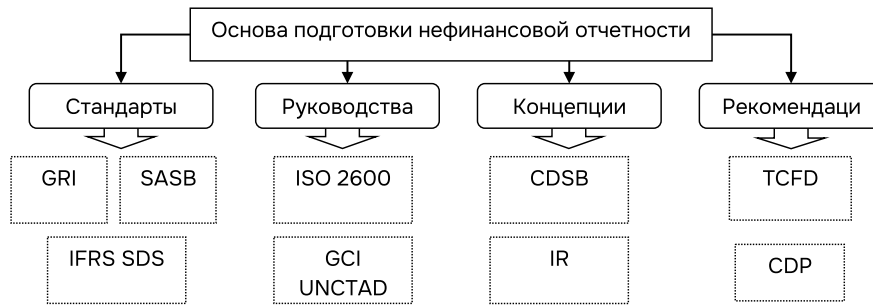 Основа подготовки нефинансовой отчетности
Стандарты
Руководства
Концепции
Рекомендаци
GRI
SASB
ISO 2600
CDSB
TCFD
IFRS SDS
GCI
UNCTAD
IR
CDP